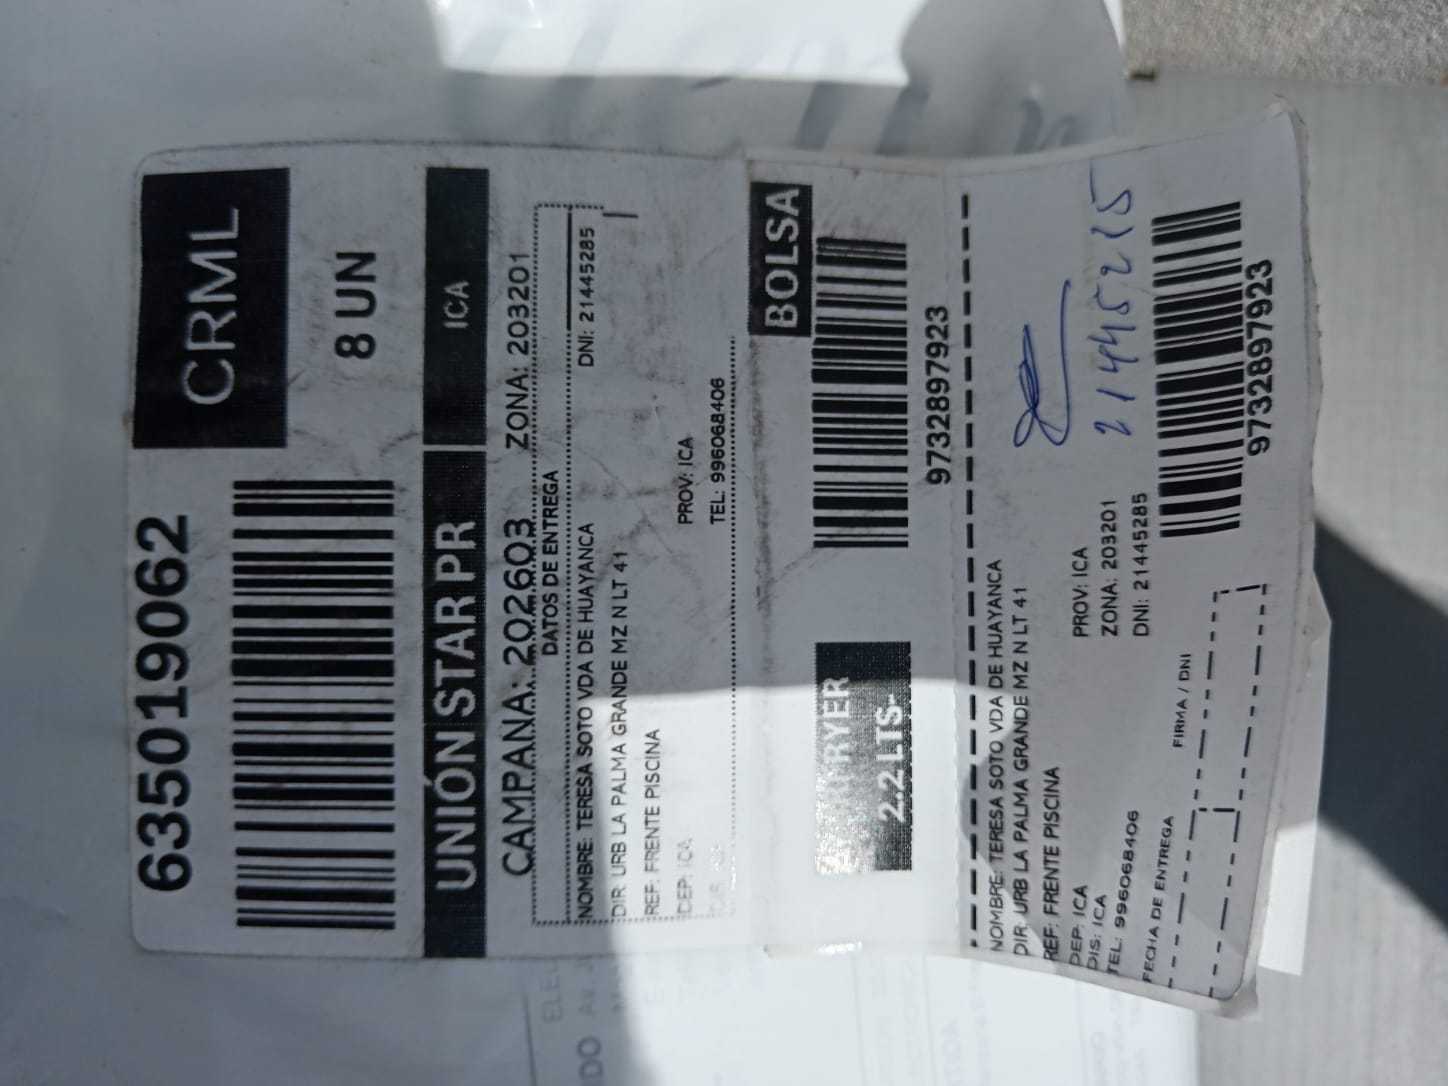 6350190062
CRML
8 UN
UNIÓN STAR PR
ICA
CAMPAÑA: 202603 ZONA: 203201
DATOS DE ENTREGA
NOMBRE: TERESA SOTO VDA DE HUAYANCA DNI: 21445285
DIR: URB LA PALMA GRANDE MZ N LT 41
REF: FRENTE PISCINA
DEP: ICA PROV: ICA
DIS: ICA TEL: 996068406
BOLSA
2.2 LTS-
9732897923
NOMBRE: TERESA SOTO VDA DE HUAYANCA
DIR: URB LA PALMA GRANDE MZ N LT 41
REF: FRENTE PISCINA
DEP: ICA PROV: ICA
DIS: ICA ZONA: 203201
TEL: 996068406 DNI: 21445285
21445215
FECHA DE ENTREGA FIRMA / DNI
9732897923